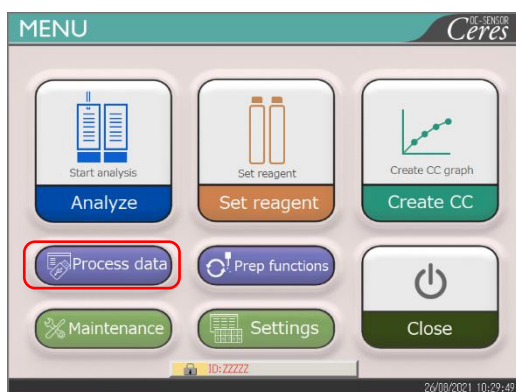 MENU
OC-SENSOR
Ceres
Start analysis
Analyze
Set reagent
Set reagent
Create CC graph
Create CC
Process data
Prep functions
Maintenance
Settings
Close
ID:ZZZZZ
26/08/2021 10:29:49